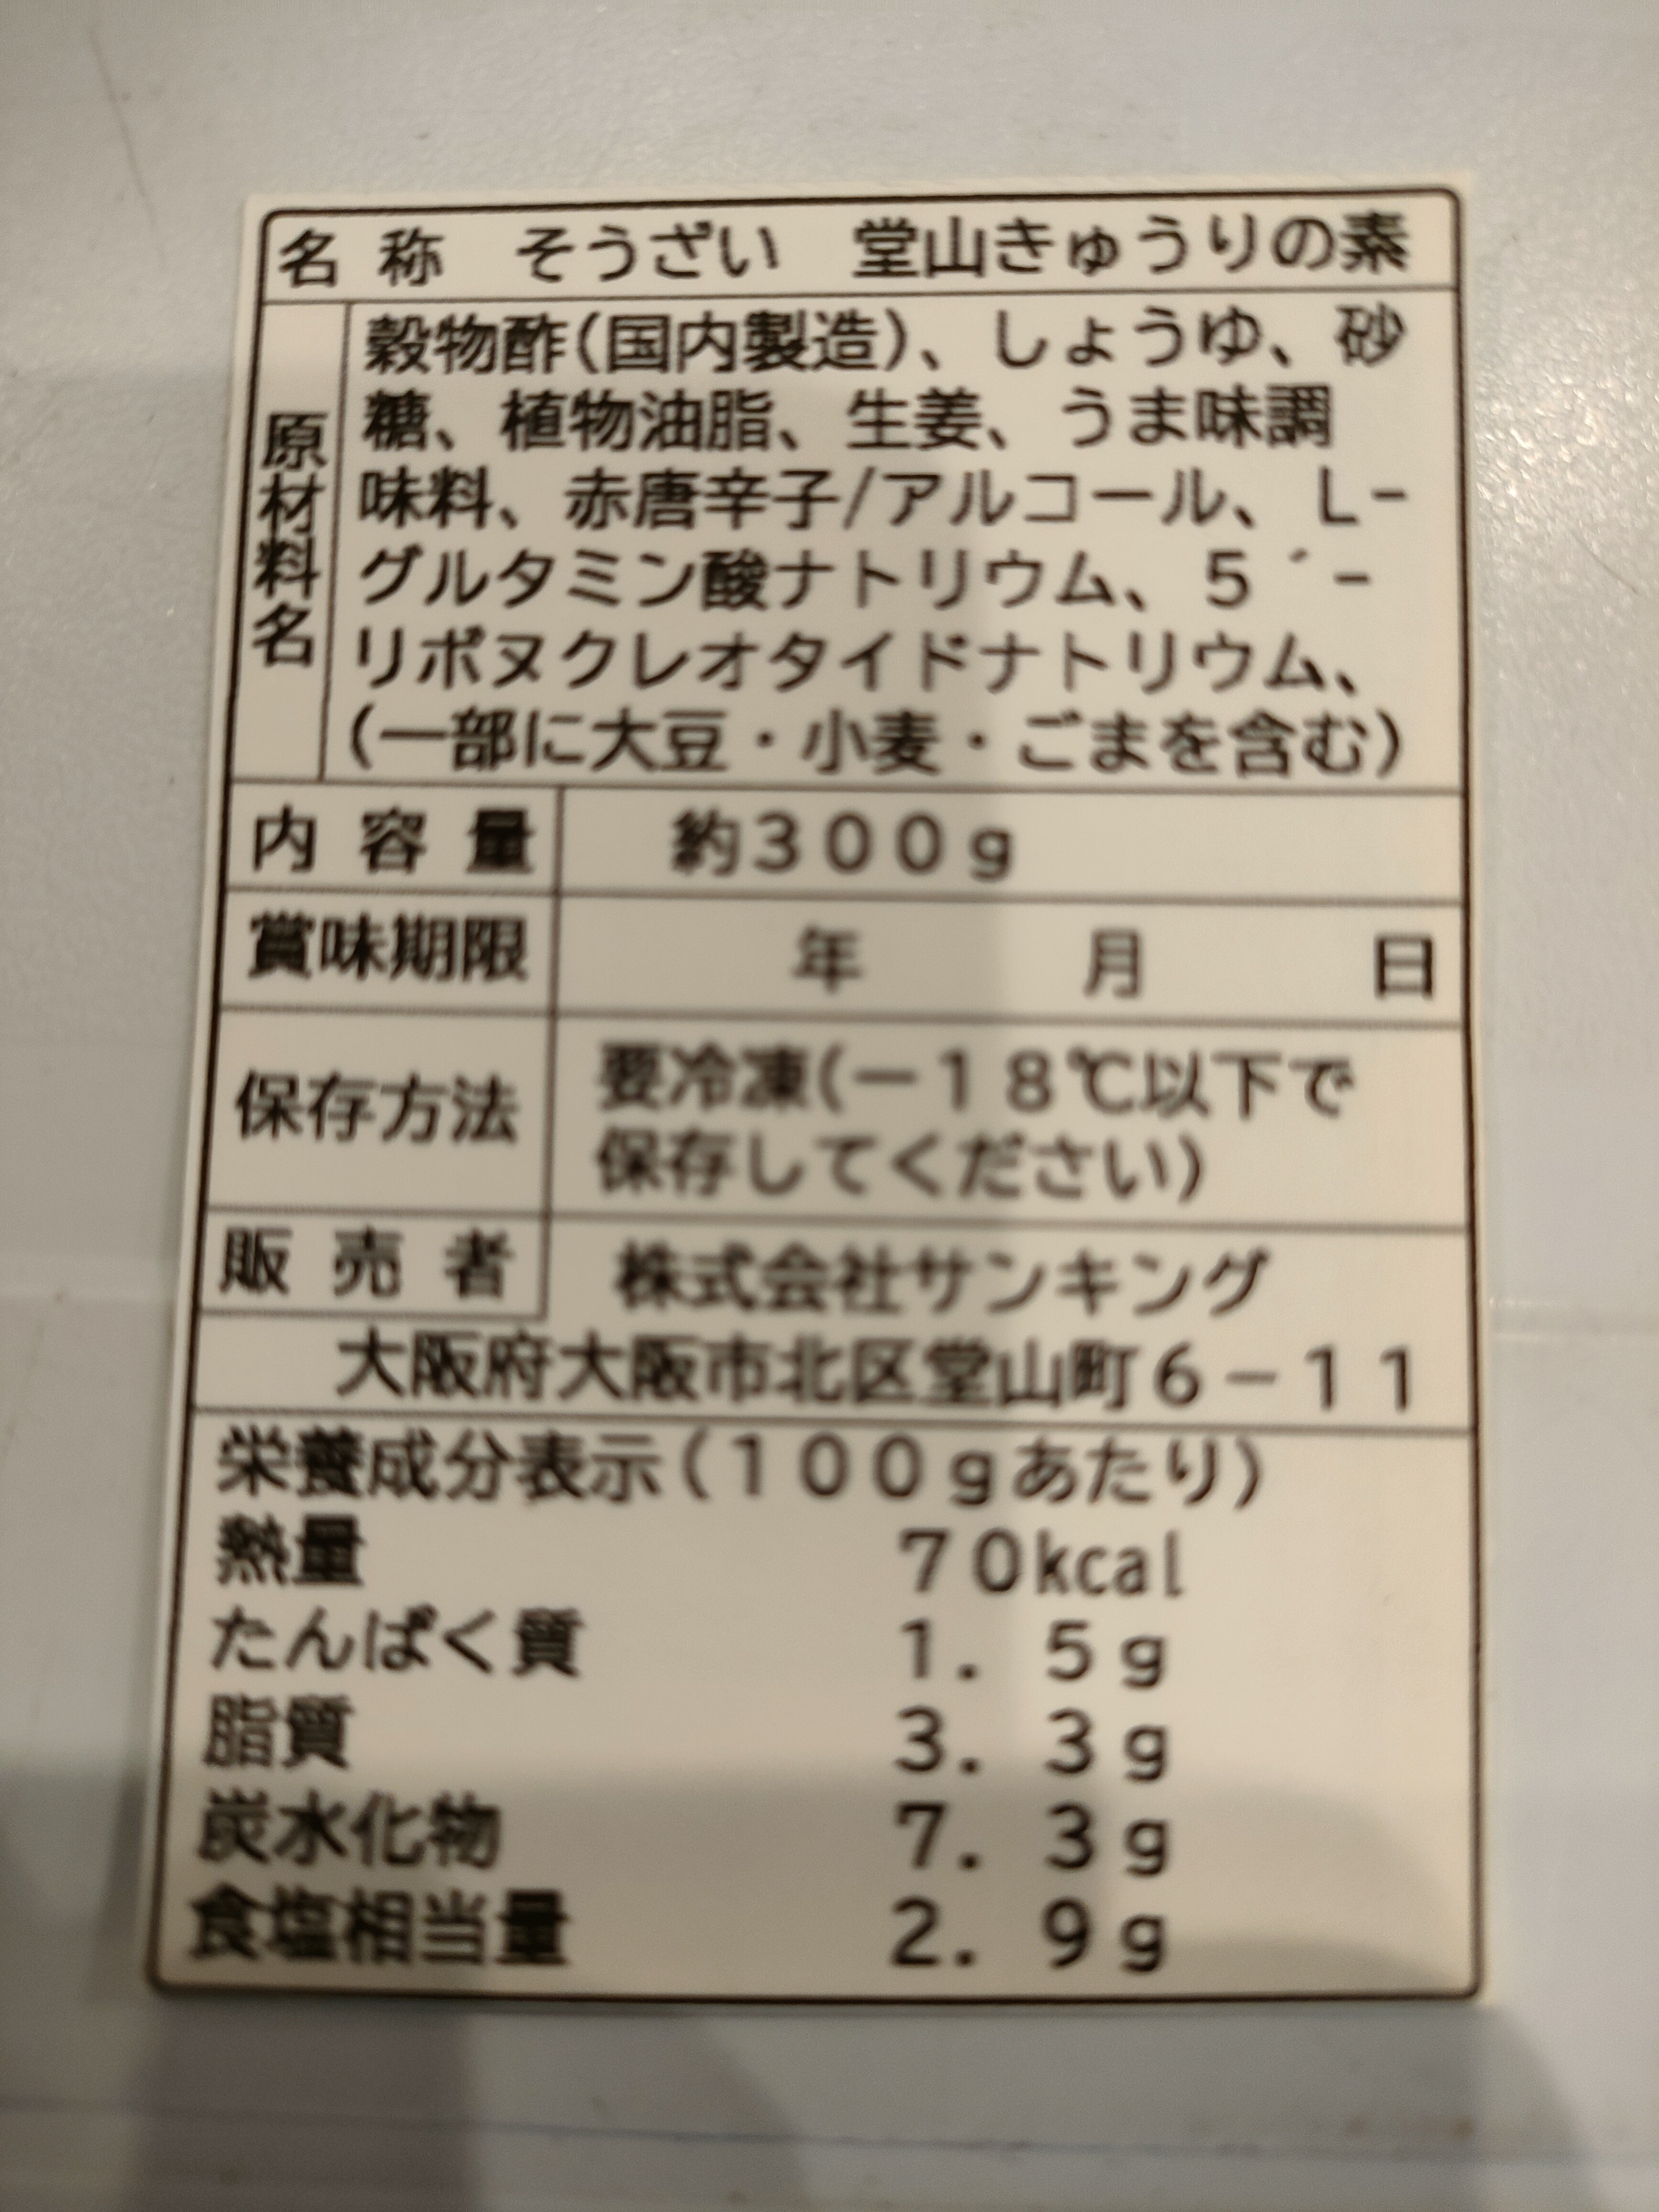 名称 そうざい 堂山きゅうりの素
原材料名
穀物酢(国内製造)、しょうゆ、砂
糖、植物油脂、生姜、うま味調
味料、赤唐辛子/アルコール、L-
グルタミン酸ナトリウム、5´-
リボヌクレオタイドナトリウム、
(一部に大豆・小麦・ごまを含む)
内容量 約300g
賞味期限 年 月 日
保存方法 要冷凍(-18℃以下で
保存してください)
販売者 株式会社サンキング
大阪府大阪市北区堂山町6-11
栄養成分表示(100gあたり)
熱量 70kcal
たんぱく質 1.5g
脂質 3.3g
炭水化物 7.3g
食塩相当量 2.9g